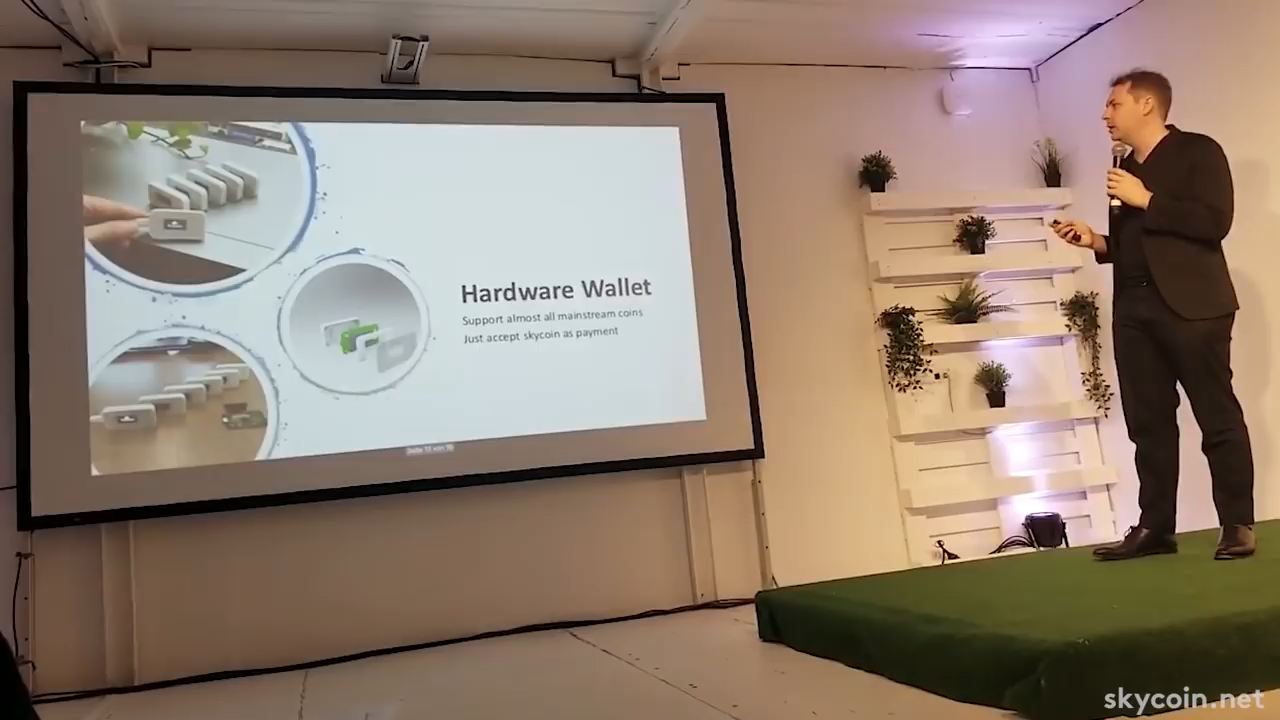 Hardware Wallet
Support almost all mainstream coins
Just accept skycoin as payment
skycoin.net